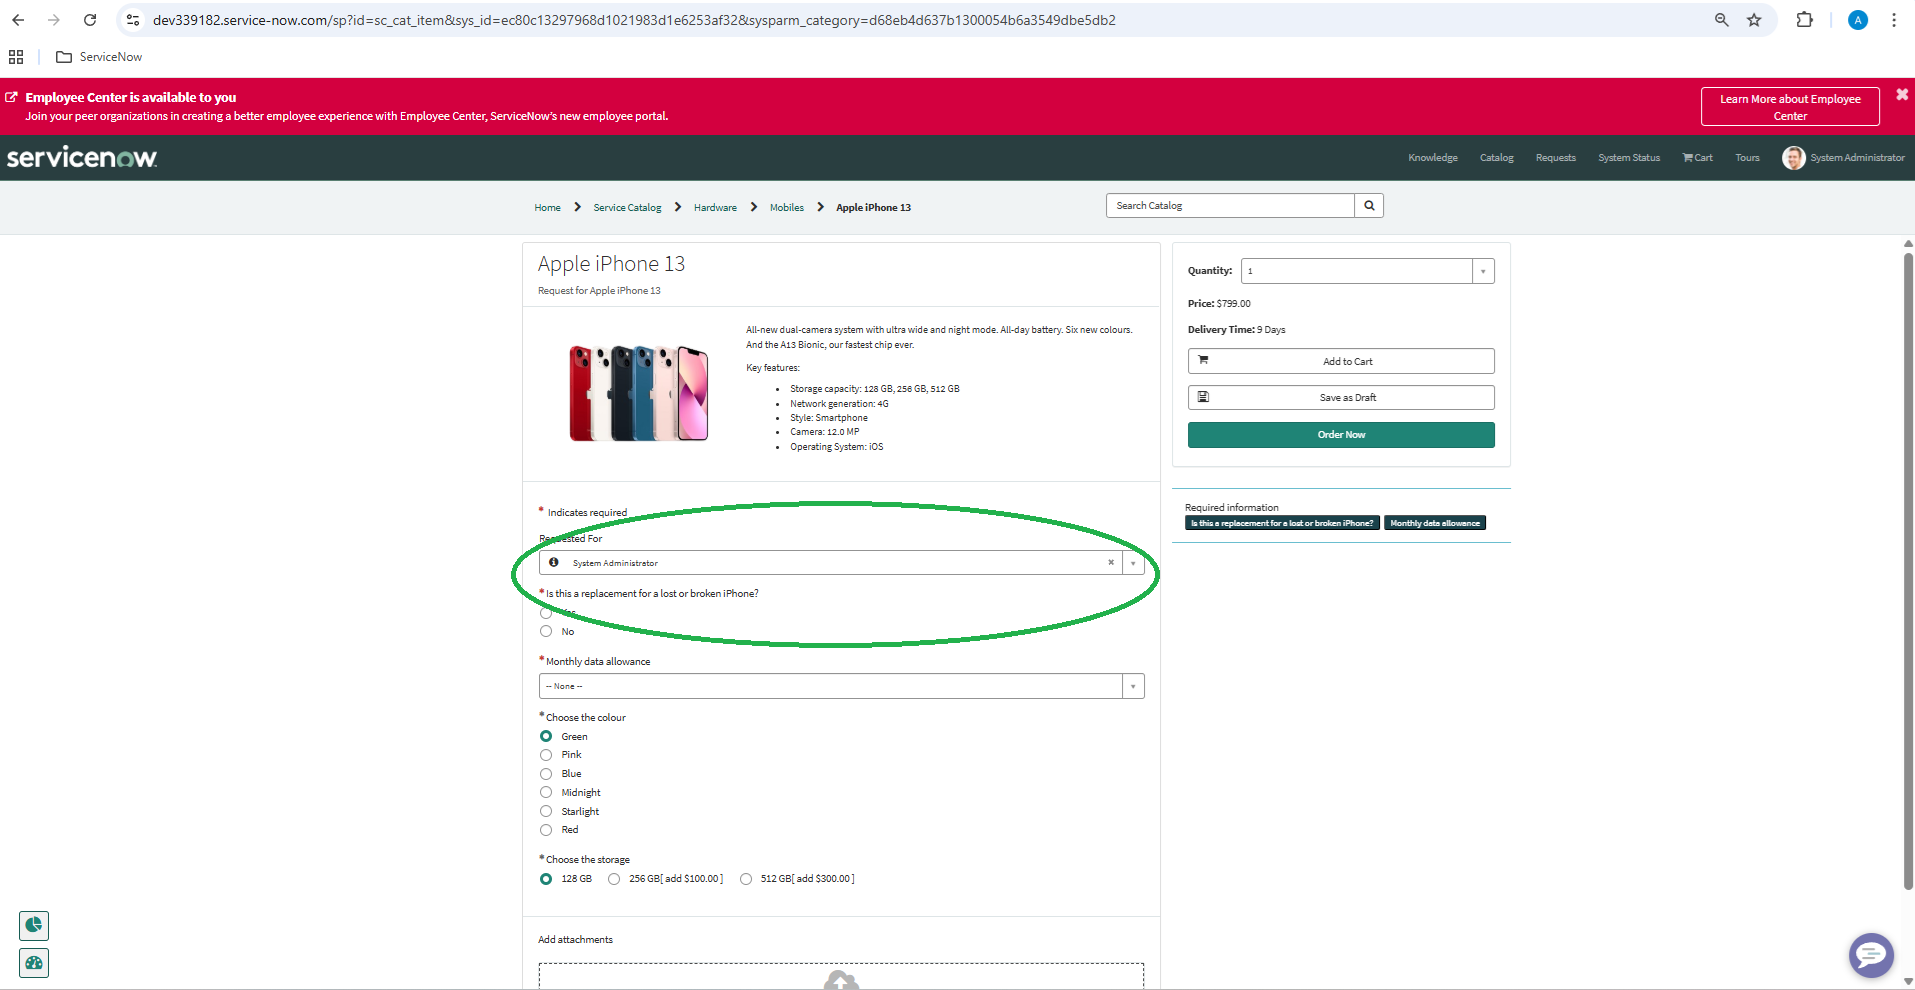 dev339182.service-now.com/sp?id=sc_cat_item&sys_id=ec80c13297968d1021983d1e6253af32&sysparm_category=d68eb4d637b1300054b6a3549dbe5db2
A
ServiceNow
Employee Center is available to you
Join your peer organizations in creating a better employee experience with Employee Center, ServiceNow's new employee portal.
Learn More about Employee
Center
servicenow
Knowledge
Catalog
Requests
System Status
Cart
Tours
System Administrator
Home
Service Catalog
Hardware
Mobiles
Apple iPhone 13
Search Catalog
Apple iPhone 13
Request for Apple iPhone 13
All-new dual-camera system with ultra wide and night mode. All-day battery. Six new colours.
And the A13 Bionic, our fastest chip ever.
Key features:
Storage capacity: 128 GB, 256 GB, 512 GB
Network generation: 4G
Style: Smartphone
Camera: 12.0 MP
Operating System: iOS
* Indicates required
Requested For
System Administrator
* Is this a replacement for a lost or broken iPhone?
Yes
No
* Monthly data allowance
-- None --
* Choose the colour
Green
Pink
Blue
Midnight
Starlight
Red
* Choose the storage
128 GB
256 GB[ add $100.00 ]
512 GB[ add $300.00 ]
Add attachments
Quantity:
1
Price: $799.00
Delivery Time: 9 Days
Add to Cart
Save as Draft
Order Now
Required information
Is this a replacement for a lost or broken iPhone?
Monthly data allowance